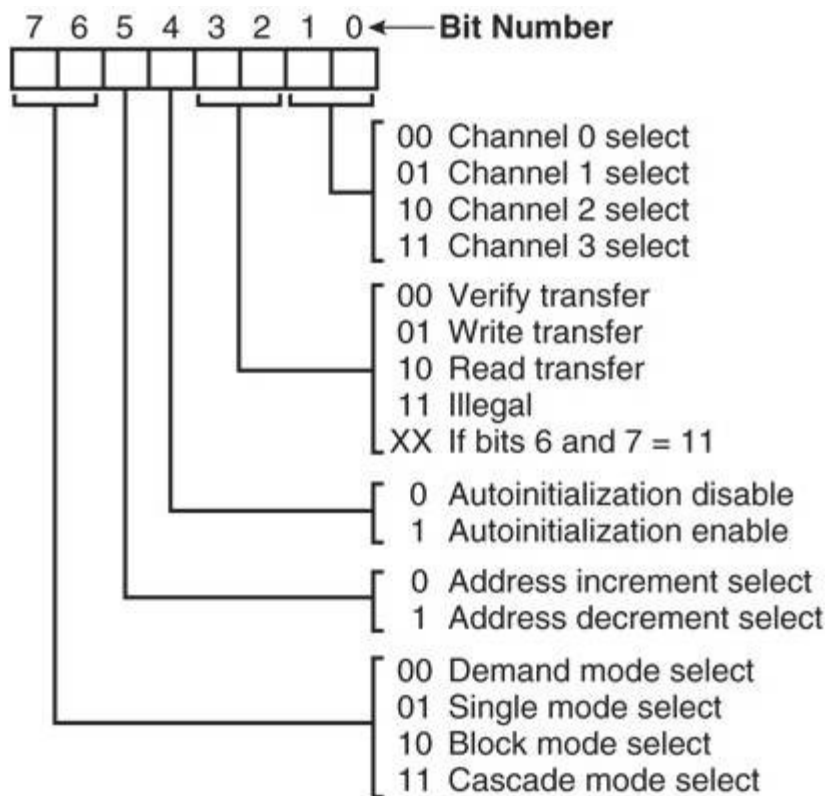 7 6 5 4 3 2 1 0 Bit Number
00 Channel 0 select
01 Channel 1 select
10 Channel 2 select
11 Channel 3 select
00 Verify transfer
01 Write transfer
10 Read transfer
11 Illegal
XX If bits 6 and 7 = 11
0 Autoinitialization disable
1 Autoinitialization enable
0 Address increment select
1 Address decrement select
00 Demand mode select
01 Single mode select
10 Block mode select
11 Cascade mode select